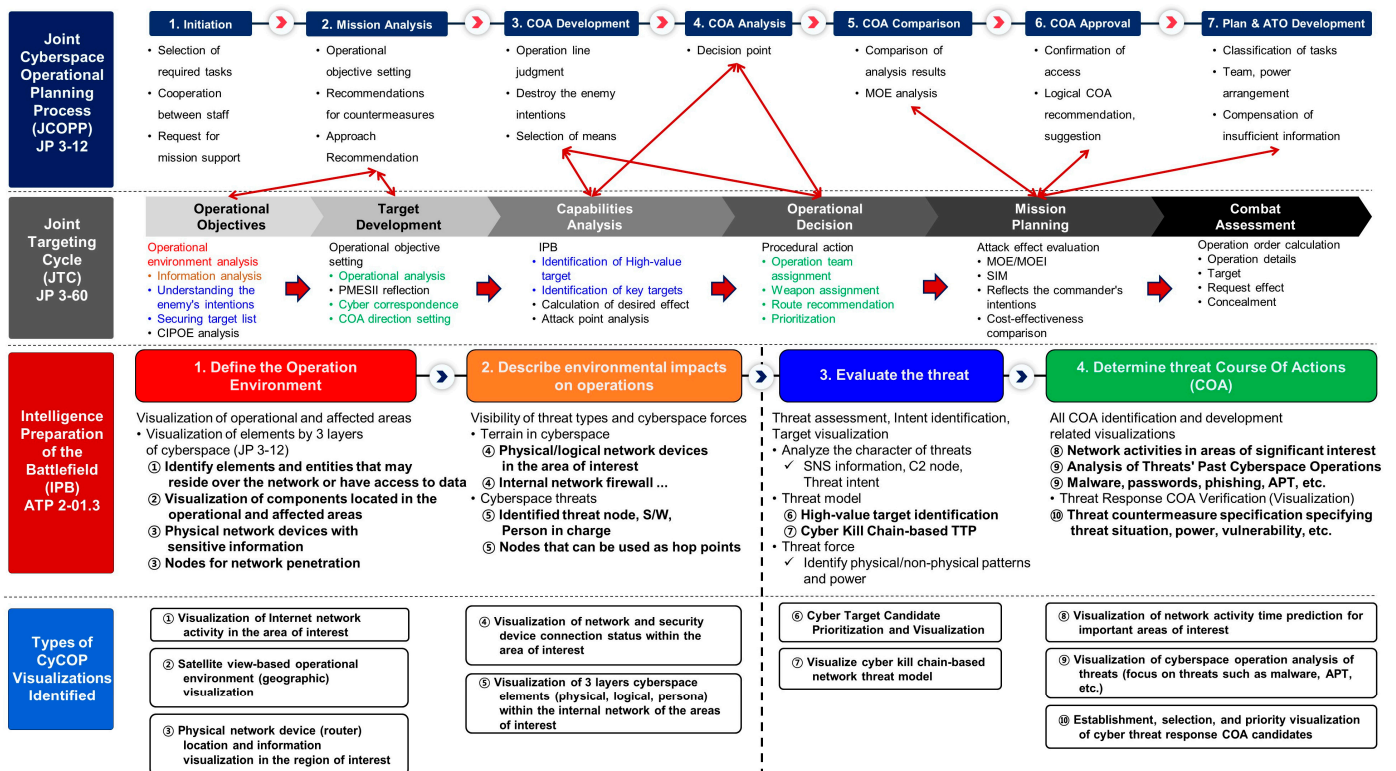 Joint
Cyberspace
Operational
Planning
Process
(JCOPP)
JP 3-12
1. Initiation
• Selection of
required tasks
• Cooperation
between staff
• Request for
mission support
2. Mission Analysis
• Operational
objective setting
• Recommendations
for countermeasures
• Approach
Recommendation
3. COA Development
• Operation line
judgment
• Destroy the enemy
intentions
• Selection of means
4. COA Analysis
• Decision point
5. COA Comparison
• Comparison of
analysis results
• MOE analysis
6. COA Approval
• Confirmation of
access
• Logical COA
recommendation,
suggestion
7. Plan & ATO Development
• Classification of tasks
• Team, power
arrangement
• Compensation of
insufficient information
Joint
Targeting
Cycle
(JTC)
JP 3-60
Operational
Objectives
Operational
environment analysis
• Information analysis
• Understanding the
enemy's intentions
• Securing target list
• CIPOE analysis
Target
Development
Operational objective
setting
• Operational analysis
• PMESII reflection
• Cyber correspondence
• COA direction setting
Capabilities
Analysis
IPB
• Identification of High-value
target
• Identification of key targets
• Calculation of desired effect
• Attack point analysis
Operational
Decision
Procedural action
• Operation team
assignment
• Weapon assignment
• Route recommendation
• Prioritization
Mission
Planning
Attack effect evaluation
• MOE/MOEI
• SIM
• Reflects the commander's
intentions
• Cost-effectiveness
comparison
Combat
Assessment
Operation order calculation
• Operation details
• Target
• Request effect
• Concealment
Intelligence
Preparation
of the
Battlefield
(IPB)
ATP 2-01.3
1. Define the Operation
Environment
Visualization of operational and affected areas
• Visualization of elements by 3 layers
of cyberspace (JP 3-12)
① Identify elements and entities that may
reside over the network or have access to data
② Visualization of components located in the
operational and affected areas
③ Physical network devices with
sensitive information
③ Nodes for network penetration
2. Describe environmental impacts
on operations
Visibility of threat types and cyberspace forces
• Terrain in cyberspace
④ Physical/logical network devices
in the area of interest
④ Internal network firewall ...
• Cyberspace threats
⑤ Identified threat node, S/W,
Person in charge
⑤ Nodes that can be used as hop points
3. Evaluate the threat
Threat assessment, Intent identification,
Target visualization
• Analyze the character of threats
✓ SNS information, C2 node,
Threat intent
• Threat model
⑥ High-value target identification
⑦ Cyber Kill Chain-based TTP
• Threat force
✓ Identify physical/non-physical patterns
and power
4. Determine threat Course Of Actions
(COA)
All COA identification and development
related visualizations
⑧ Network activities in areas of significant interest
⑨ Analysis of Threats' Past Cyberspace Operations
⑨ Malware, passwords, phishing, APT, etc.
• Threat Response COA Verification (Visualization)
⑩ Threat countermeasure specification specifying
threat situation, power, vulnerability, etc.
Types of
CyCOP
Visualizations
Identified
① Visualization of Internet network
activity in the area of interest
② Satellite view-based operational
environment (geographic)
visualization
③ Physical network device (router)
location and information
visualization in the region of interest
④ Visualization of network and security
device connection status within the
area of interest
⑤ Visualization of 3 layers cyberspace
elements (physical, logical, persona)
within the internal network of the areas
of interest
⑥ Cyber Target Candidate
Prioritization and Visualization
⑦ Visualize cyber kill chain-based
network threat model
⑧ Visualization of network activity time prediction for
important areas of interest
⑨ Visualization of cyberspace operation analysis of
threats (focus on threats such as malware, APT,
etc.)
⑩ Establishment, selection, and priority visualization
of cyber threat response COA candidates